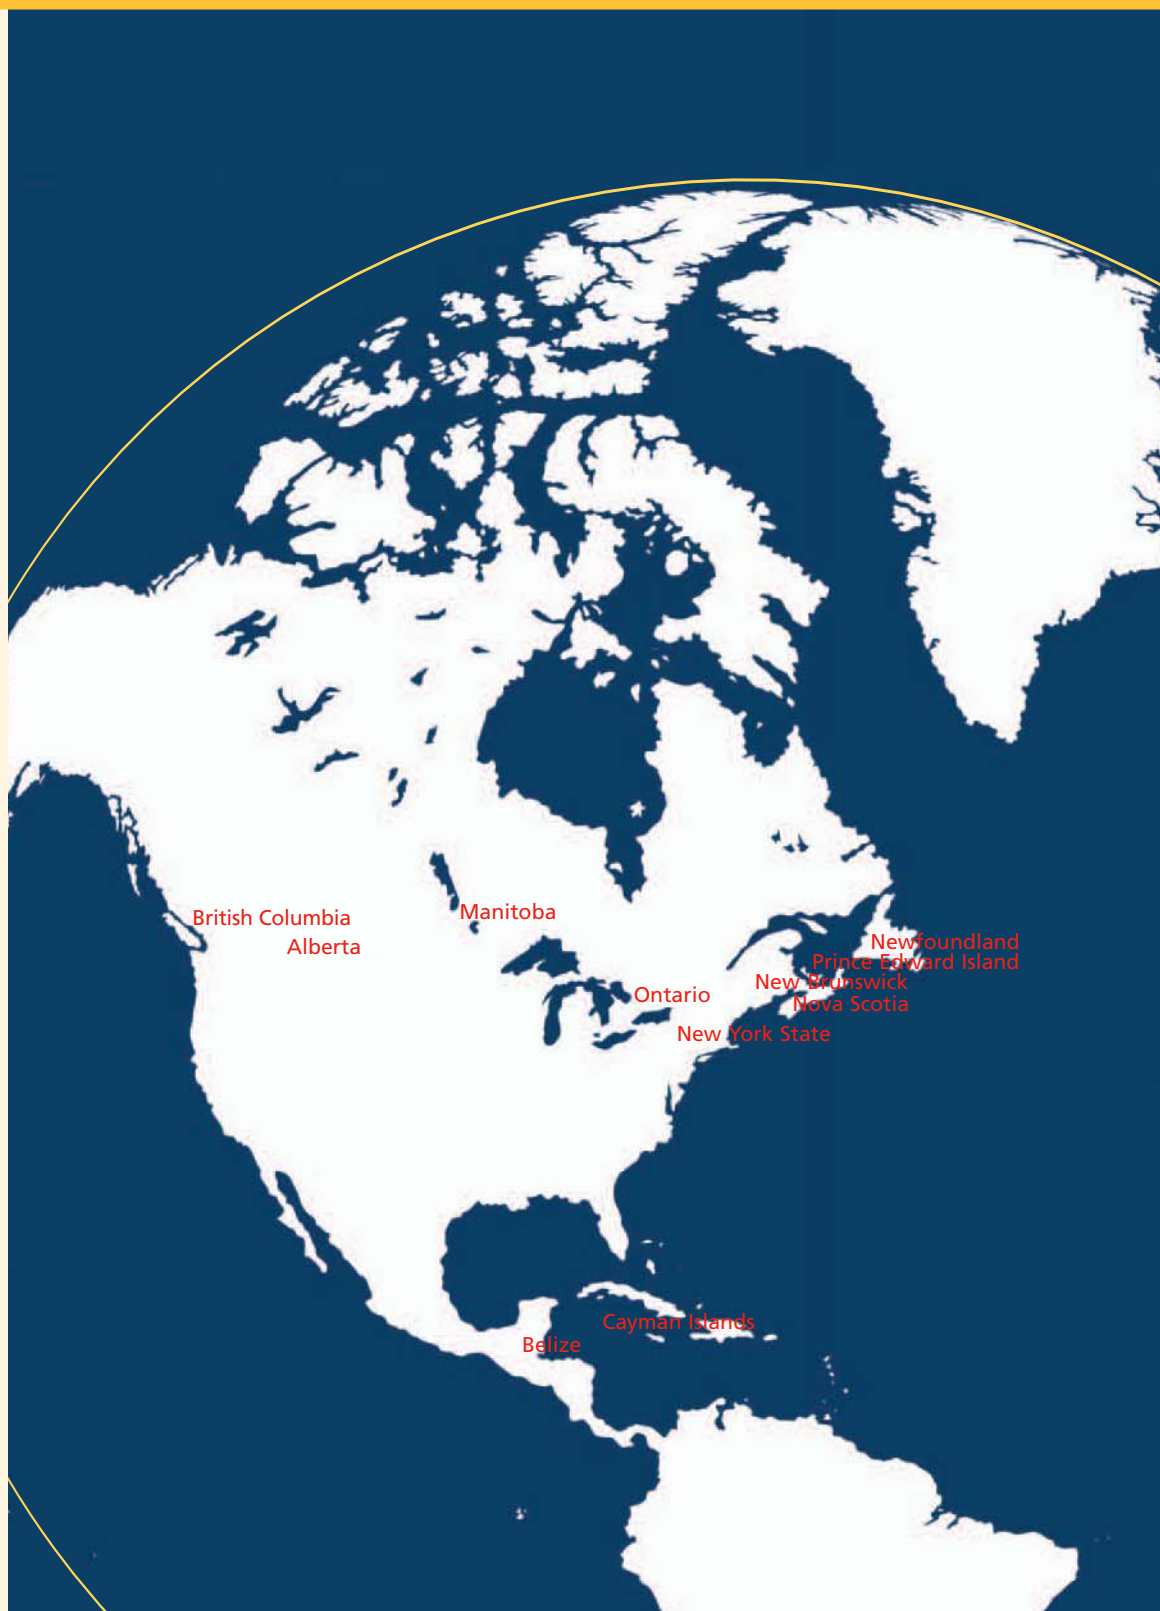 British Columbia
Manitoba
Alberta
Newfoundland
Prince Edward Island
New Brunswick
Ontario
Nova Scotia
New York State
Cayman Islands
Belize